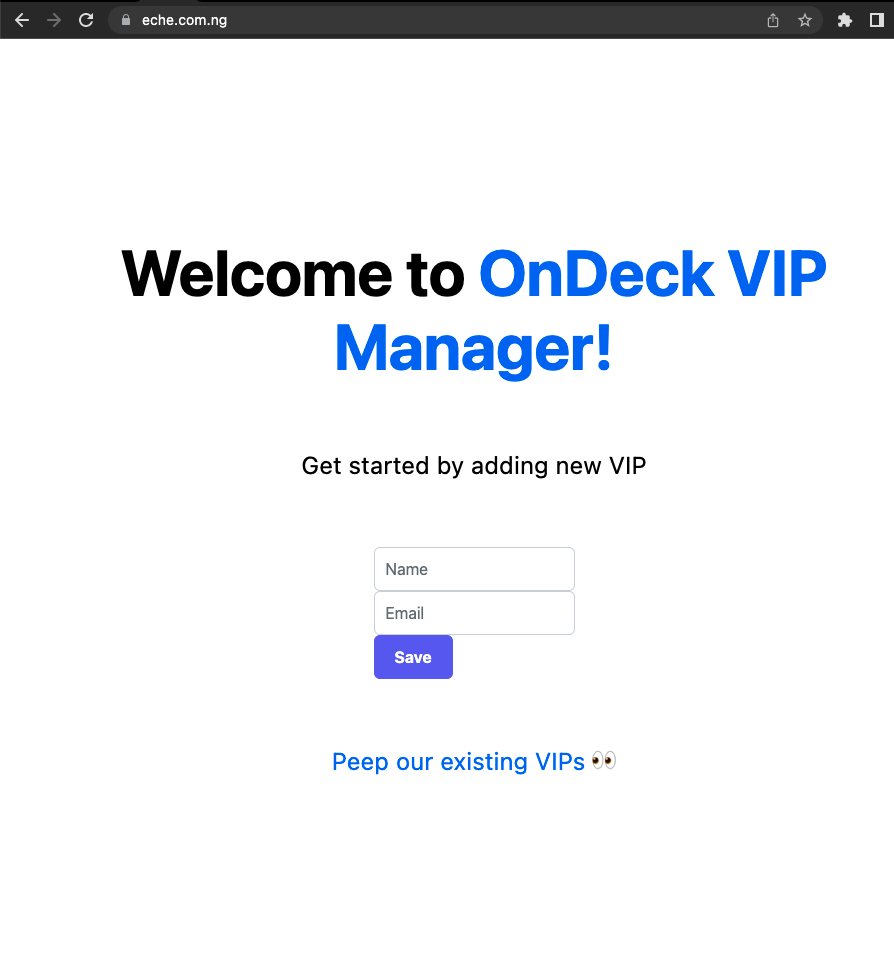 eche.com.ng
Welcome to OnDeck VIP
Manager!
Get started by adding new VIP
Name
Email
Save
Peep our existing VIPs 👀